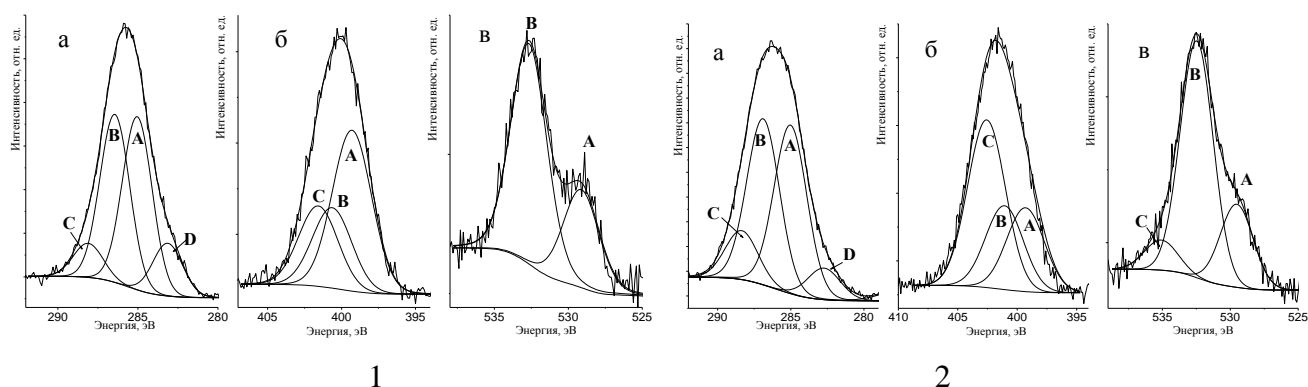 Интенсивность, отн. ед.
а
B
A
C
D
290
285
280
Энергия, эВ
Интенсивность, отн. ед.
б
A
C
B
405
400
395
Энергия, эВ
Интенсивность, отн. ед.
В
B
A
535
530
525
Энергия, эВ
1
Интенсивность, отн. ед.
а
B
A
C
D
290
285
280
Энергия, эВ
Интенсивность, отн. ед.
б
C
B
A
410
405
399
394
Энергия, эВ
Интенсивность, отн. ед.
В
B
A
C
535
530
525
Энергия, эВ
2